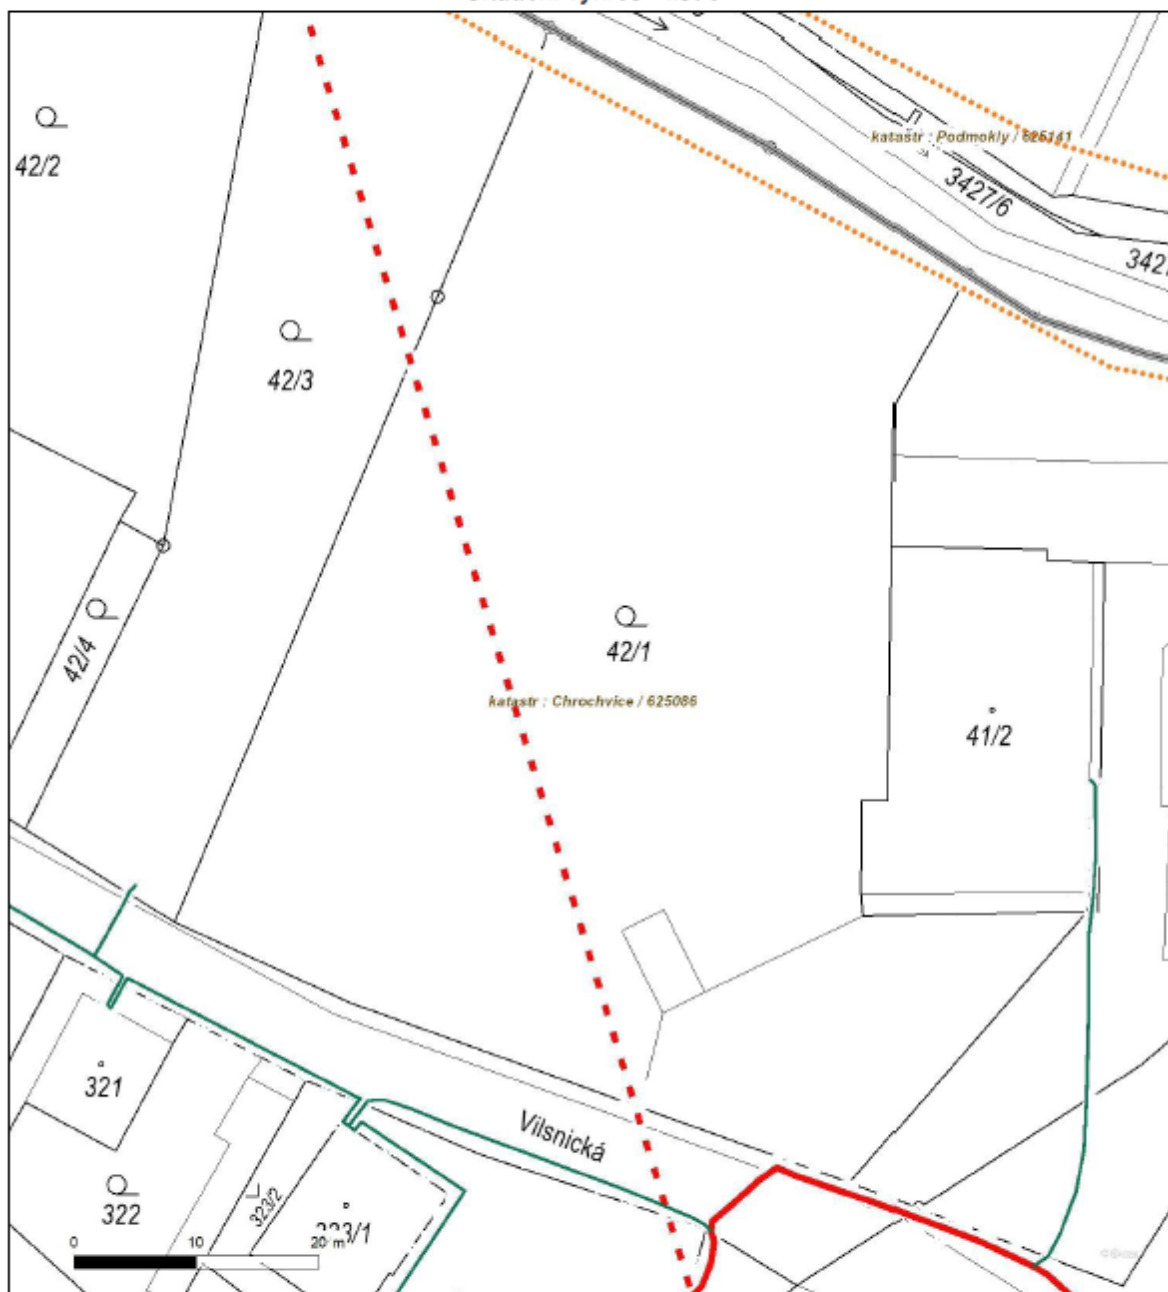 katastr : Podmokly / 625141
42/2
3427/6
42/3
42/1
42/4
katastr : Chrochvice / 625086
41/2
321
Vilsnická
322
323/2
323/1
0 10 20 m